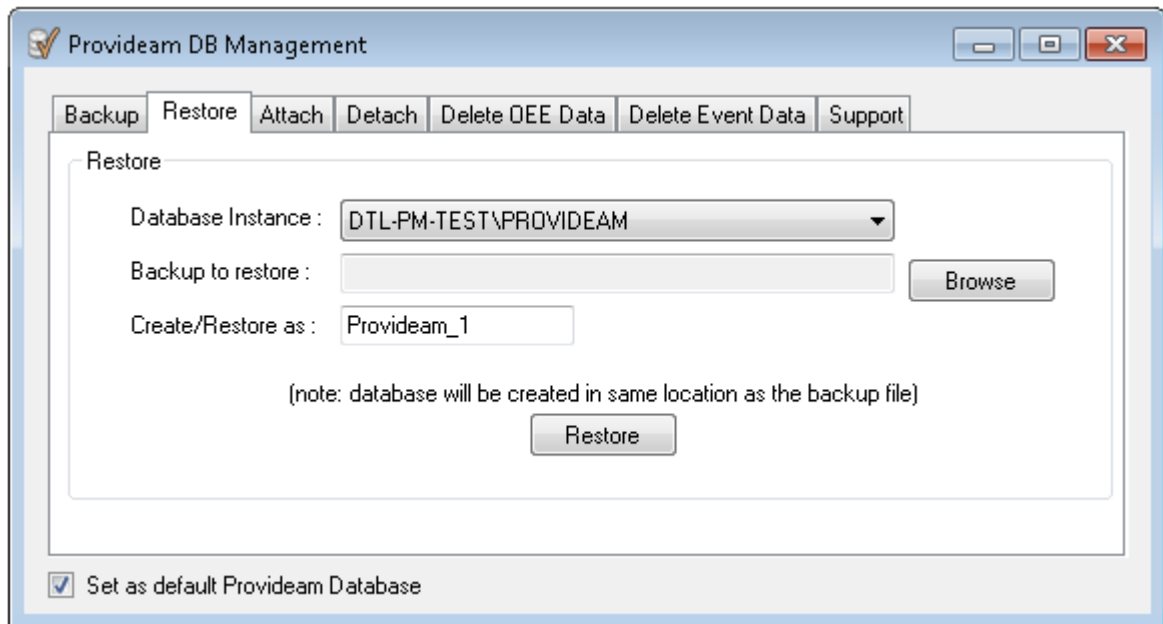 Provideam DB Management
Backup Restore Attach Detach Delete OEE Data Delete Event Data Support
Restore
Database Instance : DTL-PM-TEST\PROVIDEAM
Backup to restore : Browse
Create/Restore as : Provideam_1
(note: database will be created in same location as the backup file)
Restore
Set as default Provideam Database